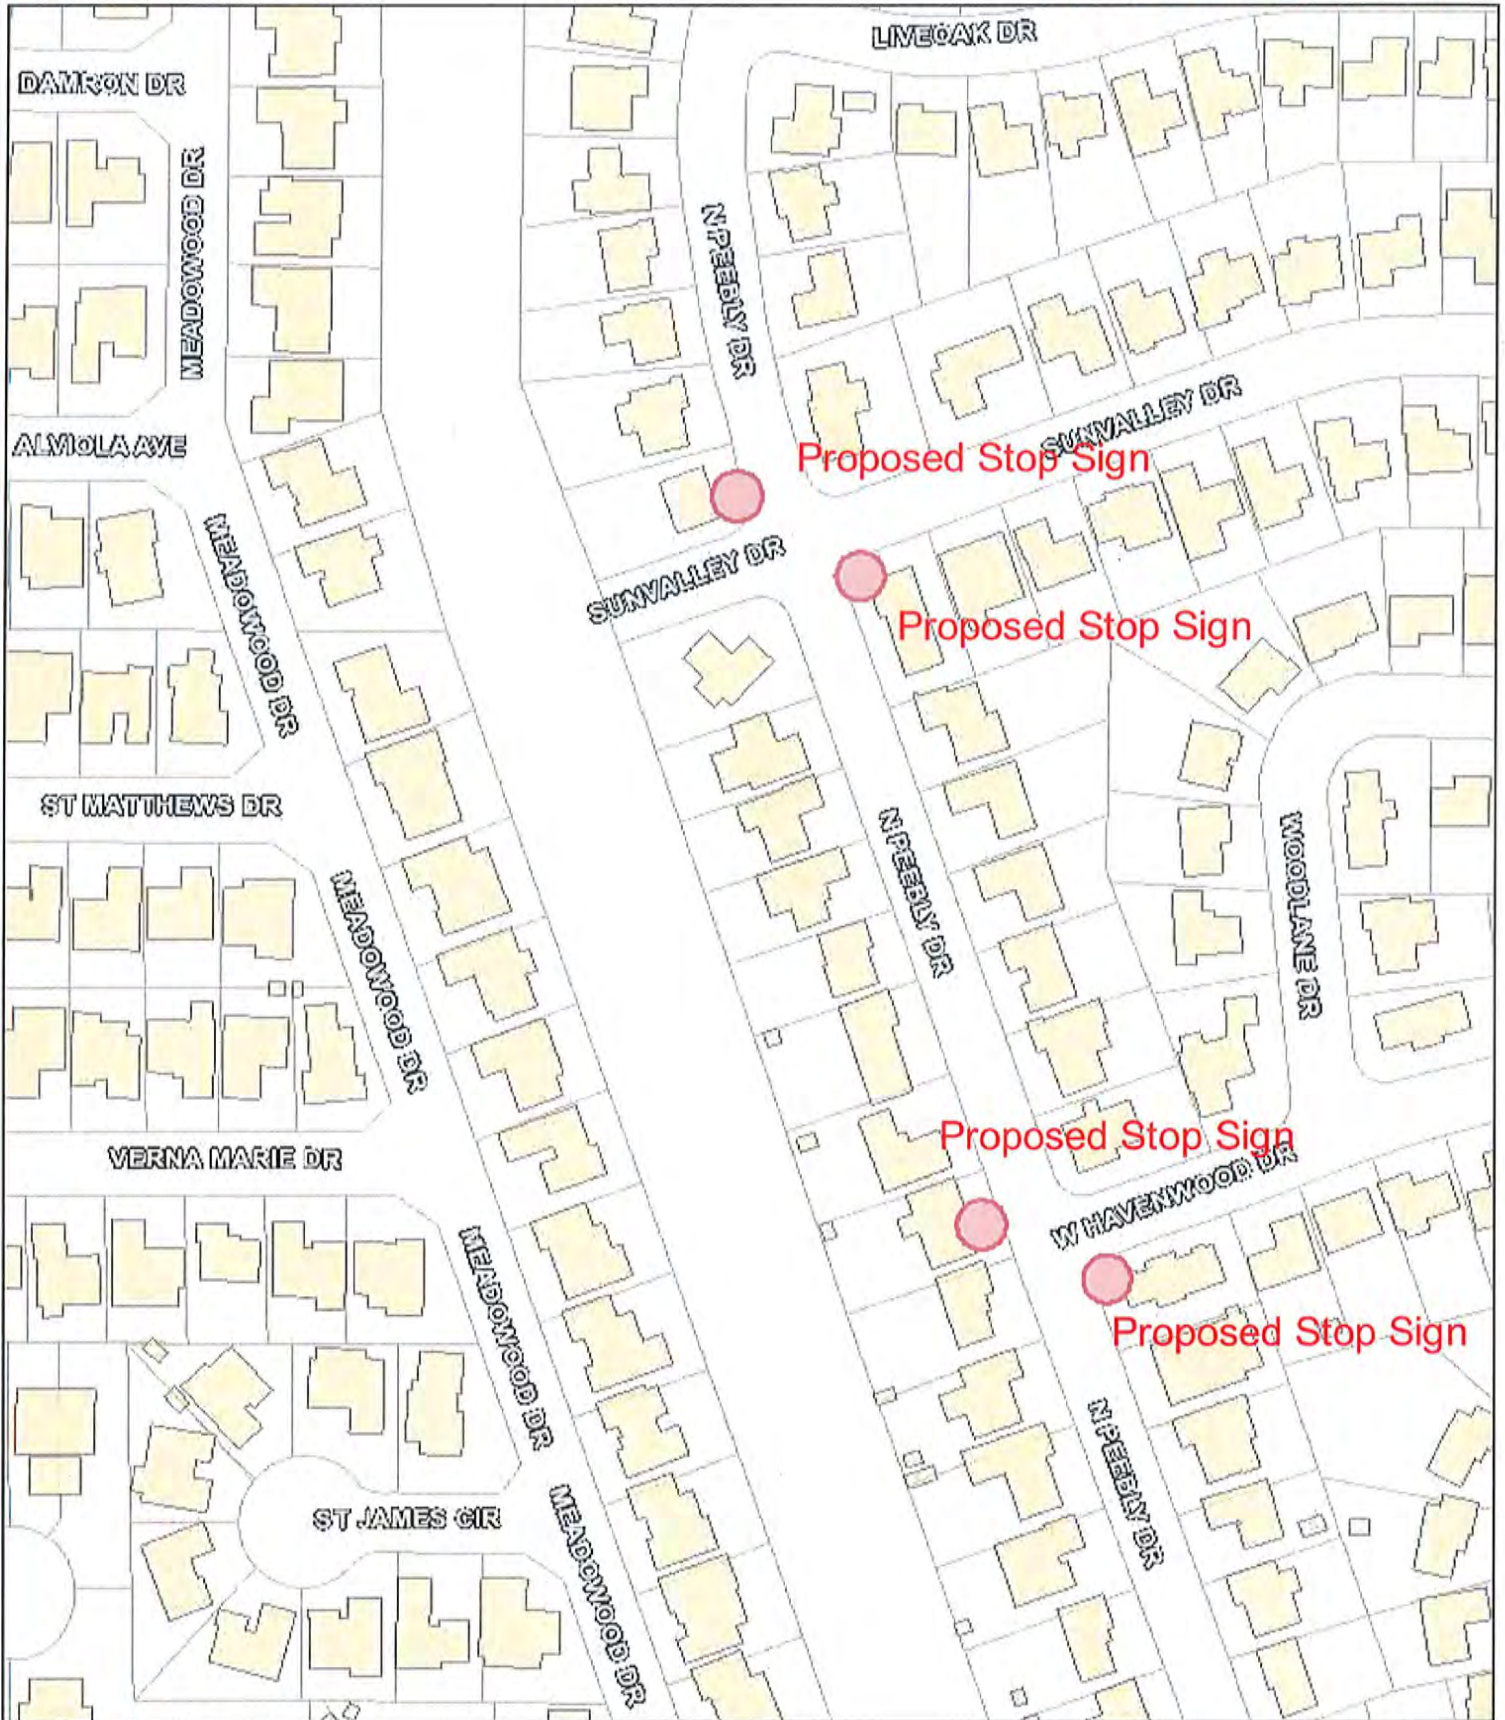 LIVEOAK DR
DAMRON DR
MEADOWOOD DR
N PEEBLY DR
SUNVALLEY DR
ALVIOLA AVE
Proposed Stop Sign
SUNVALLEY DR
MEADOWOOD DR
Proposed Stop Sign
ST MATTHEWS DR
N PEEBLY DR
WOODLANE DR
MEADOWOOD DR
Proposed Stop Sign
VERNA MARIE DR
W HAVENWOOD DR
MEADOWOOD DR
Proposed Stop Sign
N PEEBLY DR
ST JAMES CIR
MEADOWOOD DR